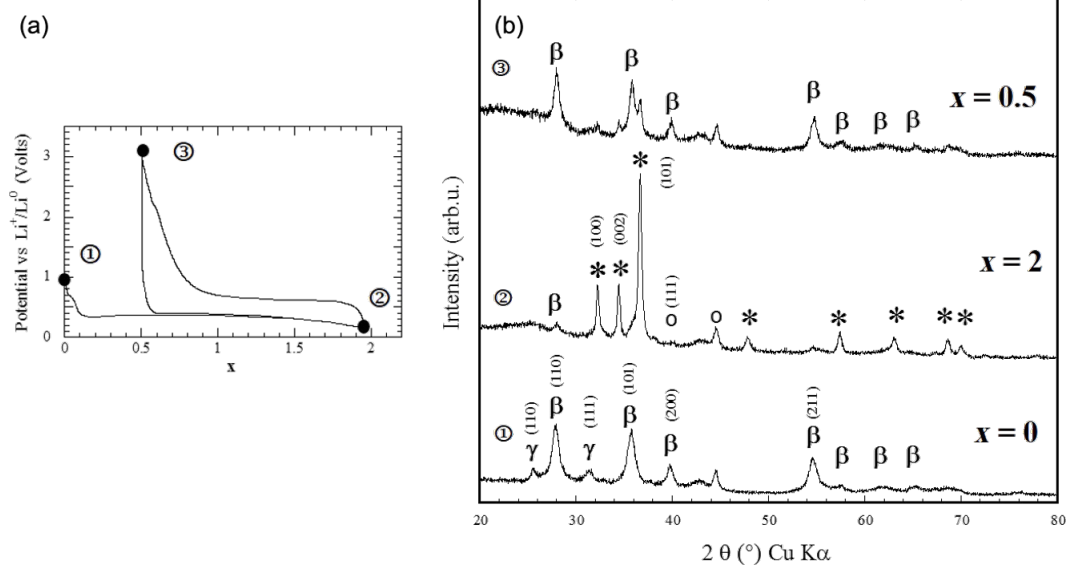 (a)
Potential vs Li⁺/Li⁰ (Volts)
3
2
1
0
0
0.5
1
1.5
2
x
①
②
③
(b)
Intensity (arb.u.)
③
β
β
β
β
β
β
β
x = 0.5
②
β
* (100)
* (002)
* (101)
o (111)
o
*
*
*
*
*
x = 2
①
γ (110)
β (110)
γ (111)
β (101)
β (200)
β (211)
β
β
β
x = 0
20
30
40
50
60
70
80
2 θ (°) Cu Kα